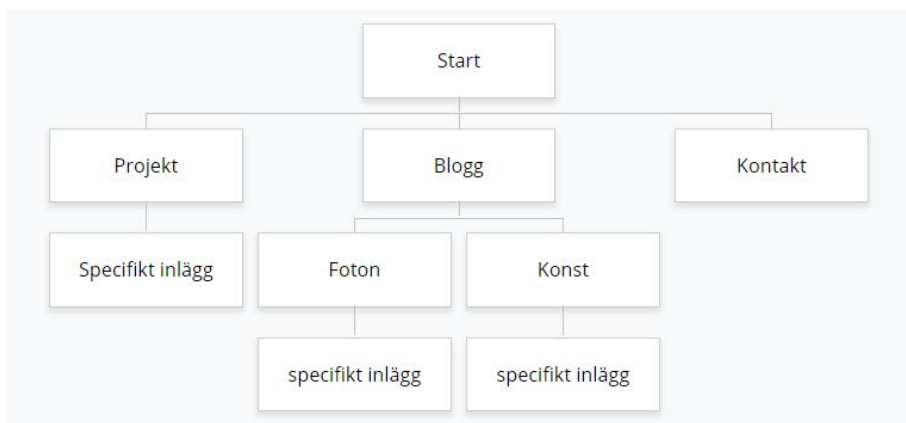 Start
Projekt
Blogg
Kontakt
Specifikt inlägg
Foton
Konst
specifikt inlägg
specifikt inlägg